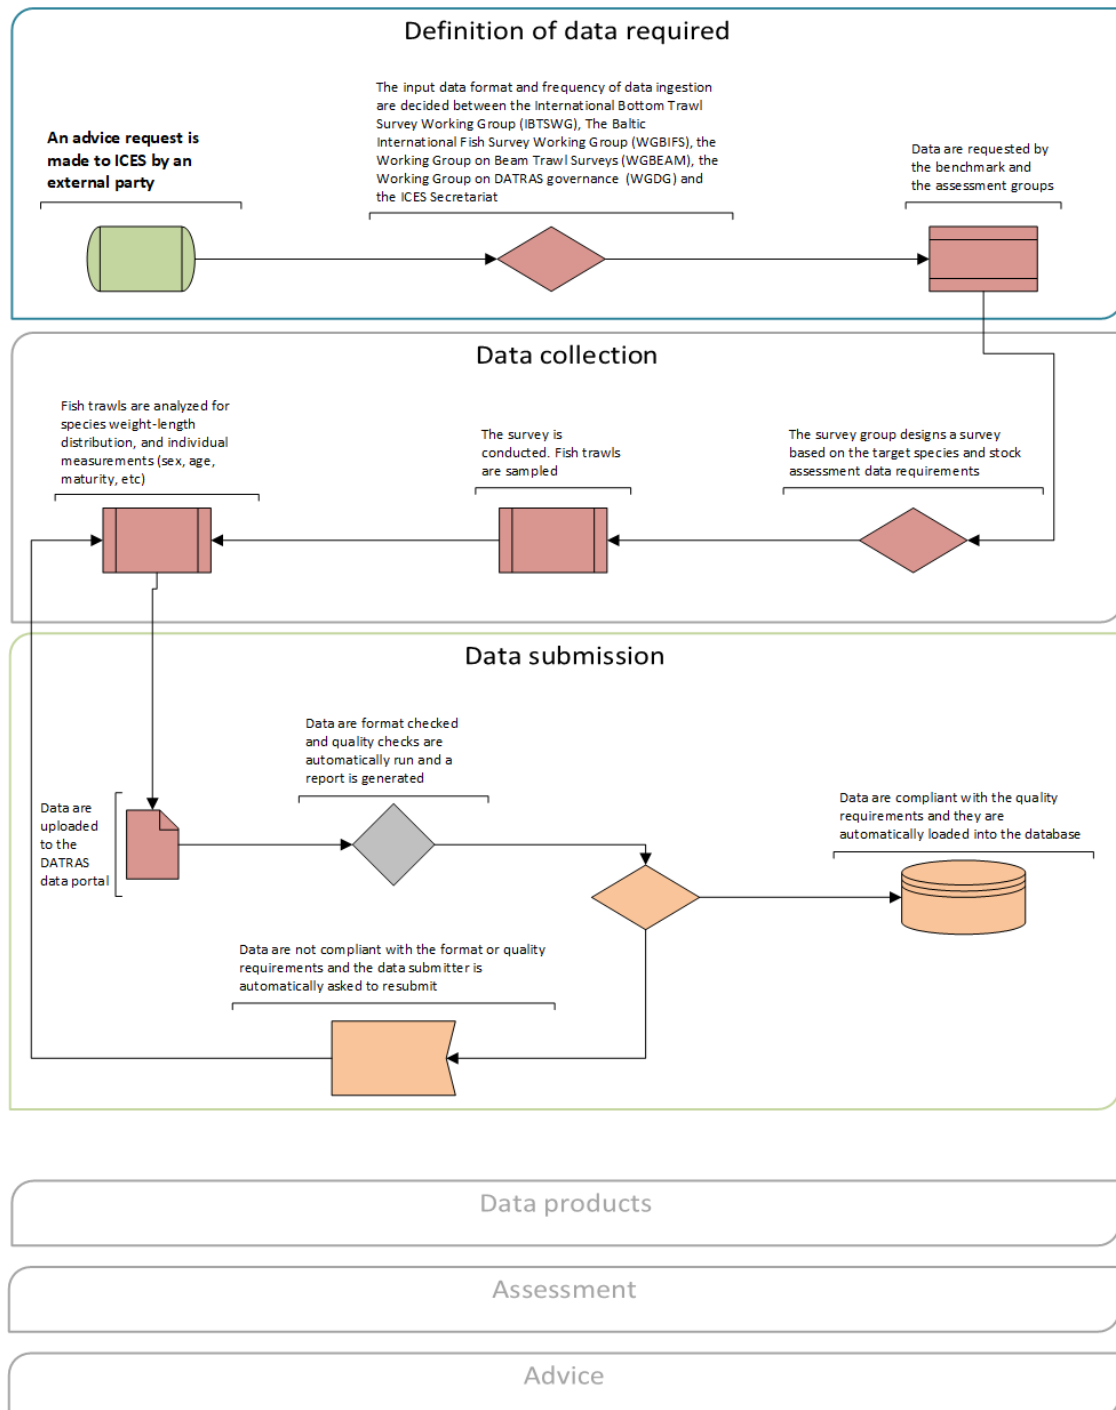 Definition of data required
An advice request is
made to ICES by an
external party
The input data format and frequency of data ingestion
are decided between the International Bottom Trawl
Survey Working Group (IBTSWG), The Baltic
International Fish Survey Working Group (WGBIFS), the
Working Group on Beam Trawl Surveys (WGBEAM), the
Working Group on DATRAS governance (WGDG) and
the ICES Secretariat
Data are requested by
the benchmark and
the assessment groups
Data collection
Fish trawls are analyzed for
species weight-length
distribution, and individual
measurements (sex, age,
maturity, etc)
The survey is
conducted. Fish trawls
are sampled
The survey group designs a survey
based on the target species and stock
assessment data requirements
Data submission
Data are
uploaded
to the
DATRAS
data portal
Data are format checked
and quality checks are
automatically run and a
report is generated
Data are compliant with the quality
requirements and they are
automatically loaded into the database
Data are not compliant with the format or quality
requirements and the data submitter is
automatically asked to resubmit
Data products
Assessment
Advice